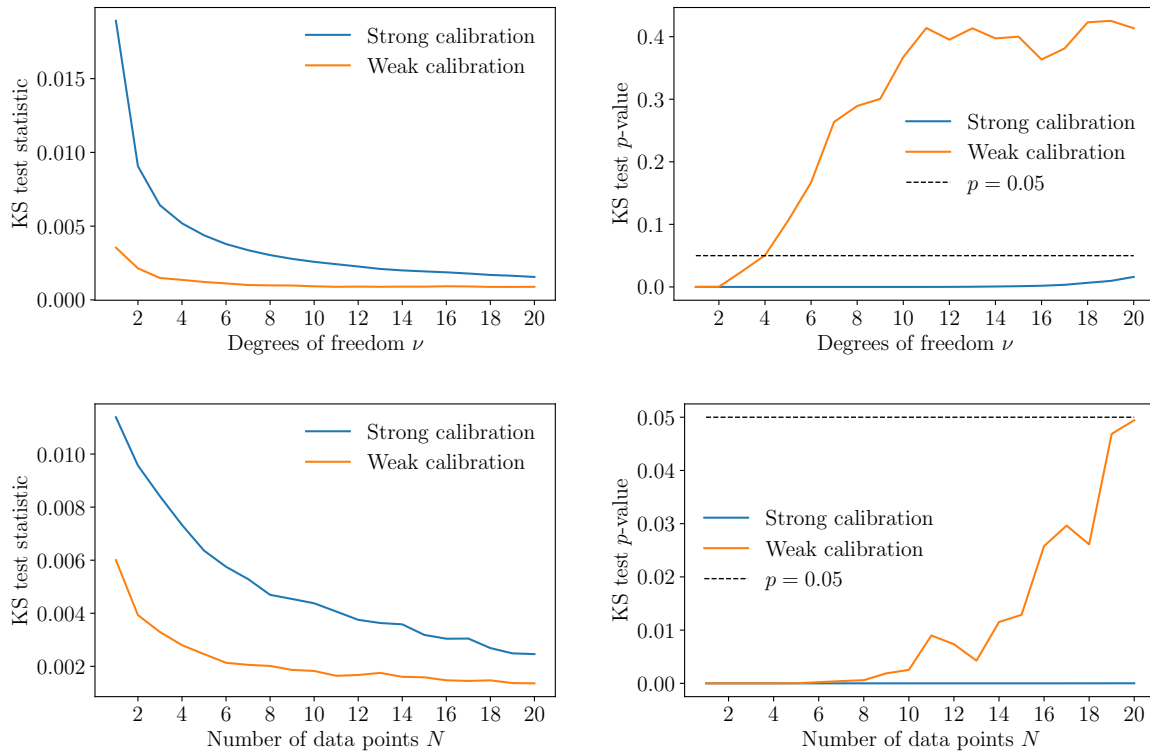 KS test statistic
0.015
0.010
0.005
0.000
2 4 6 8 10 12 14 16 18 20
Degrees of freedom ν
Strong calibration
Weak calibration
KS test p-value
0.4
0.3
0.2
0.1
0.0
2 4 6 8 10 12 14 16 18 20
Degrees of freedom ν
Strong calibration
Weak calibration
p = 0.05
KS test statistic
0.010
0.008
0.006
0.004
0.002
2 4 6 8 10 12 14 16 18 20
Number of data points N
Strong calibration
Weak calibration
KS test p-value
0.05
0.04
0.03
0.02
0.01
0.00
2 4 6 8 10 12 14 16 18 20
Number of data points N
Strong calibration
Weak calibration
p = 0.05